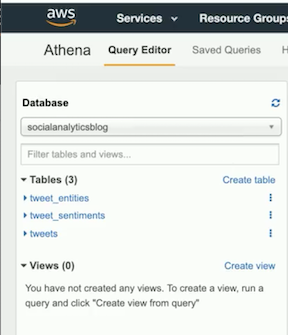 aws
Services
Resource Groups
Athena
Query Editor
Saved Queries
Database
socialanalyticsblog
Filter tables and views...
Tables (3)
Create table
tweet_entities
tweet_sentiments
tweets
Views (0)
Create view
You have not created any views. To create a view, run a
query and click "Create view from query"